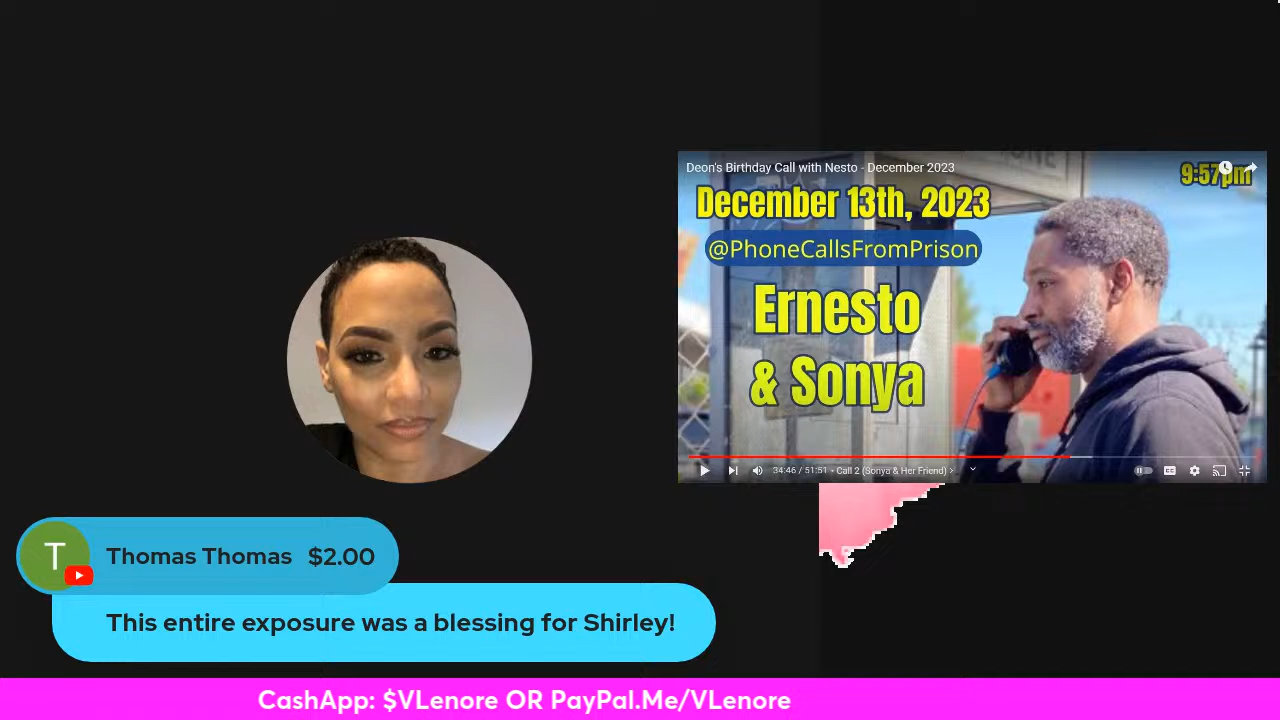 Deon's Birthday Call with Nesto - December 2023
9:57pm
December 13th, 2023
@PhoneCallsFromPrison
Ernesto
& Sonya
34:46 / 51:51 • Call 2 (Sonya & Her Friend) >
T
Thomas Thomas $2.00
This entire exposure was a blessing for Shirley!
CashApp: $VLenore OR PayPal.Me/VLenore